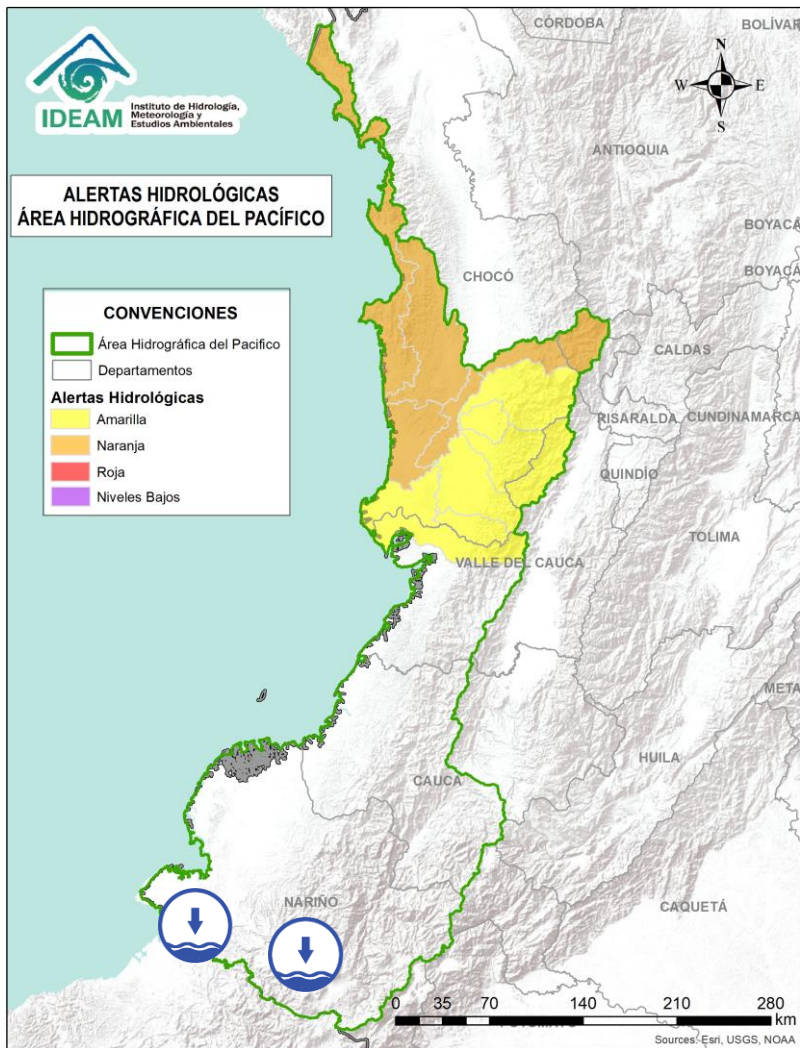 CÓRDOBA
BOLÍVAR
IDEAM
Instituto de Hidrología,
Meteorología y
Estudios Ambientales
N
W
E
S
ANTIOQUIA
ALERTAS HIDROLÓGICAS
ÁREA HIDROGRÁFICA DEL PACÍFICO
BOYACÁ
BOYACÁ
CHOCÓ
CONVENCIONES
Área Hidrográfica del Pacifico
Departamentos
Alertas Hidrológicas
Amarilla
Naranja
Roja
Niveles Bajos
CALDAS
RISARALDA
CUNDINAMARCA
QUINDÍO
TOLIMA
VALLE DEL CAUCA
META
HUILA
CAUCA
NARIÑO
CAQUETÁ
0 35 70 140 210 280
km
Sources: Esri, USGS, NOAA